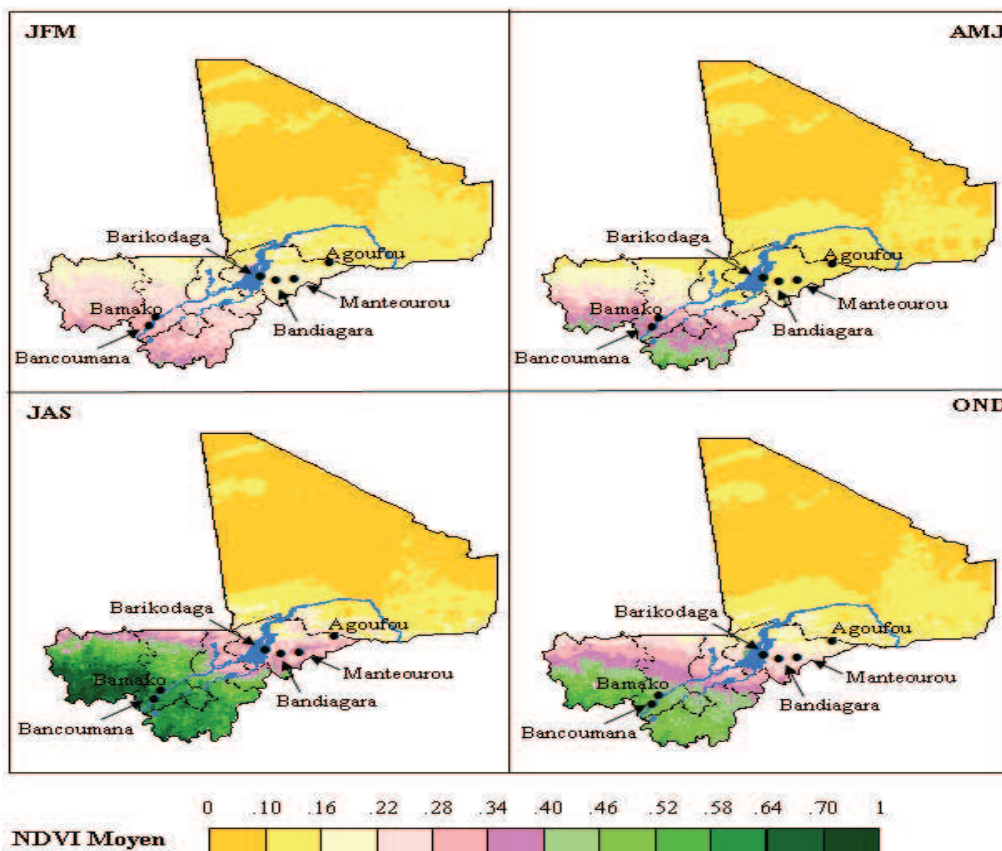 JFM
AMJ
Barikodaga
Agoufou
Bamako
Manteourou
Bandiagara
Bancoumana
Barikodaga
Agoufou
Bamako
Manteourou
Bandiagara
Bancoumana
JAS
OND
Barikodaga
Agoufou
Bamako
Manteourou
Bandiagara
Bancoumana
Barikodaga
Agoufou
Bamako
Manteourou
Bandiagara
Bancoumana
0 .10 .16 .22 .28 .34 .40 .46 .52 .58 .64 .70 1
NDVI Moyen